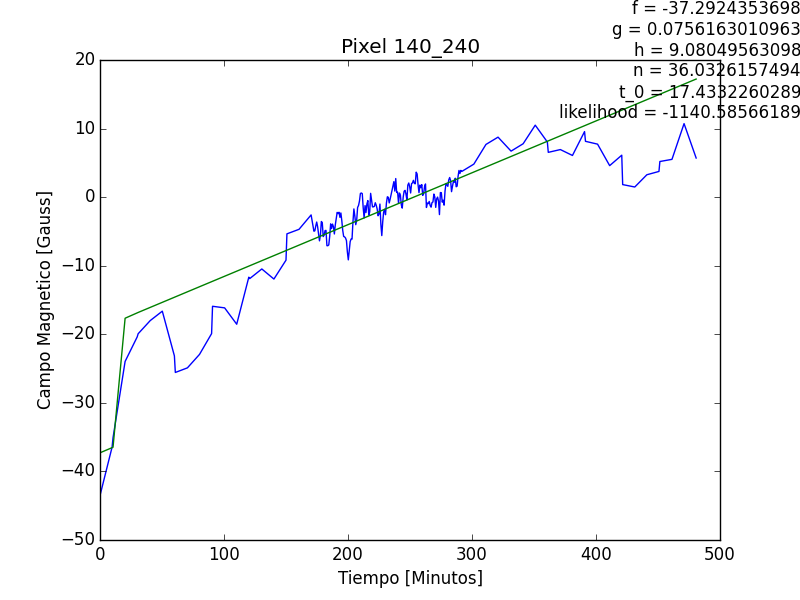 f = -37.2924353698
g = 0.0756163010963
h = 9.08049563098
n = 36.0326157494
t_0 = 17.4332260289
likelihood = -1140.58566189
Pixel 140_240
20
10
0
−10
−20
−30
−40
−50
Campo Magnetico [Gauss]
0 100 200 300 400 500
Tiempo [Minutos]